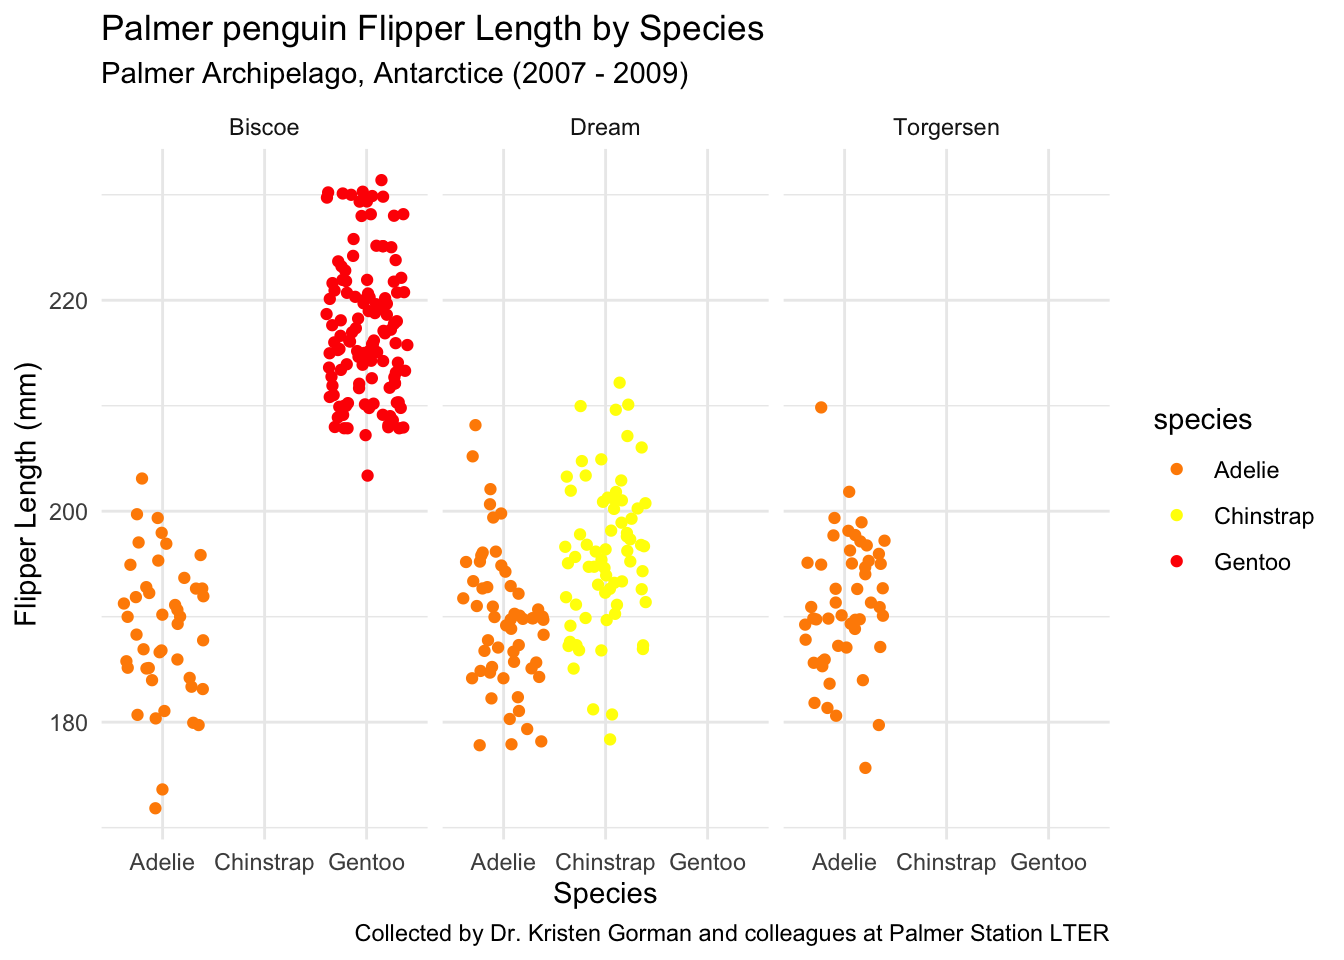 Palmer penguin Flipper Length by Species
Palmer Archipelago, Antarctice (2007 - 2009)
Biscoe Dream Torgersen
220
200
180
Flipper Length (mm)
Adelie Chinstrap Gentoo Adelie Chinstrap Gentoo Adelie Chinstrap Gentoo
Species
species
Adelie
Chinstrap
Gentoo
Collected by Dr. Kristen Gorman and colleagues at Palmer Station LTER